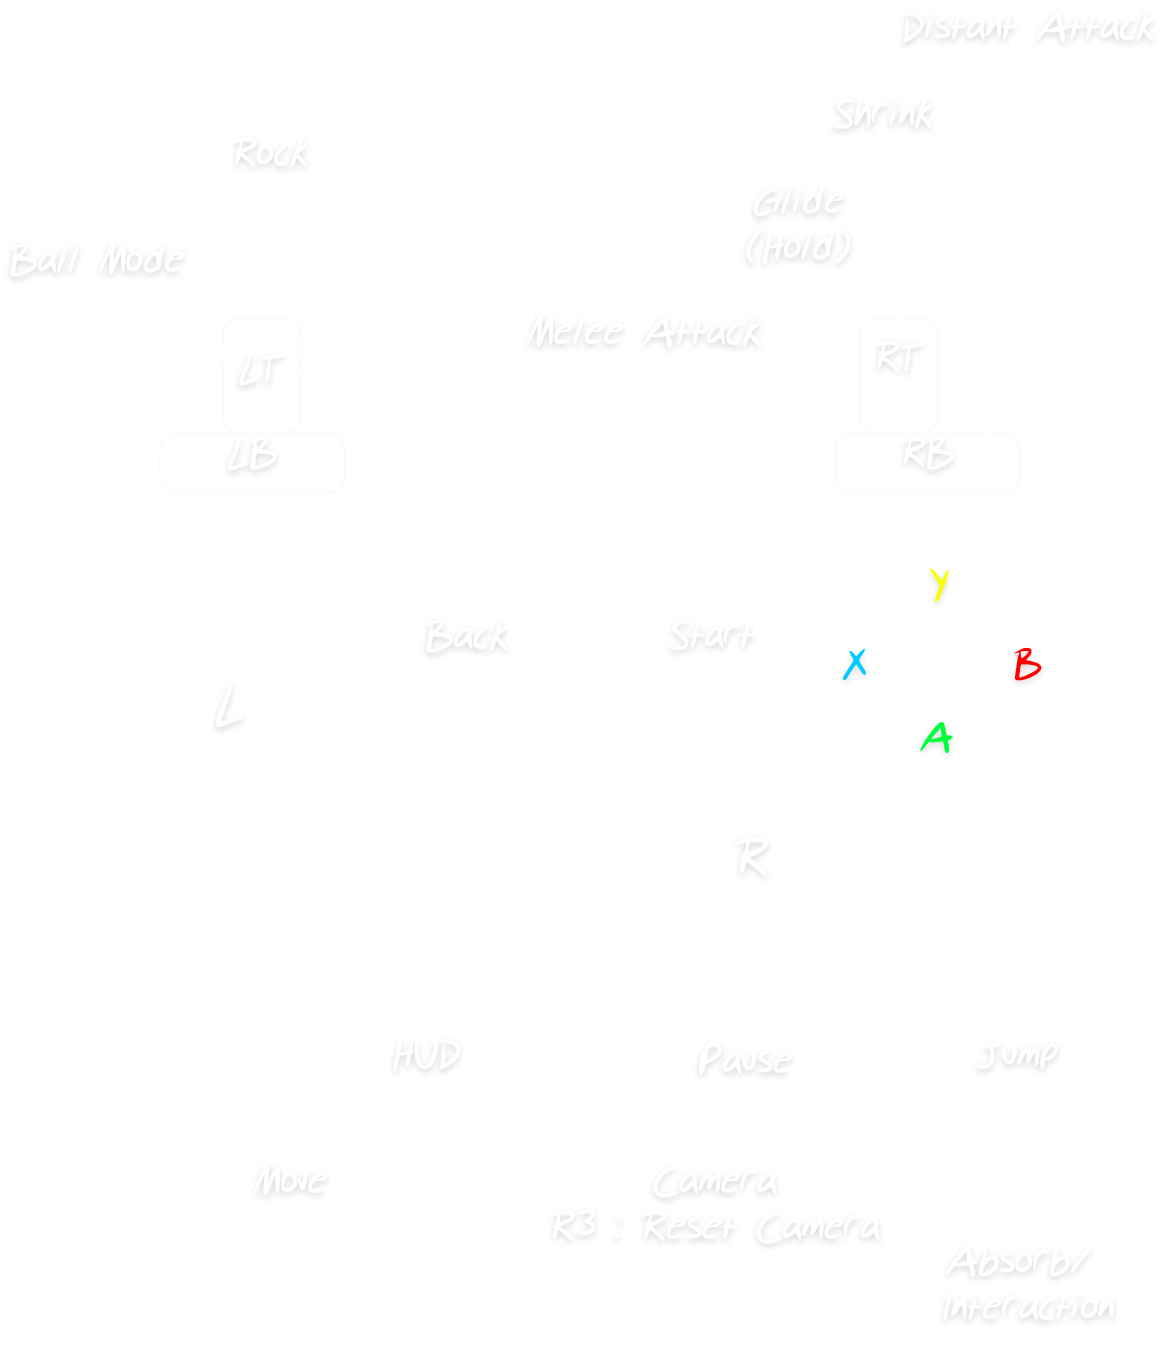 Distant Attack
Shrink
Rock
Glide
(Hold)
Ball Mode
Melee Attack
LT
RT
LB
RB
Y
Back
Start
X
B
L
A
R
HUD
Pause
Jump
Move
Camera
R3 : Reset Camera
Absorb/
Interaction